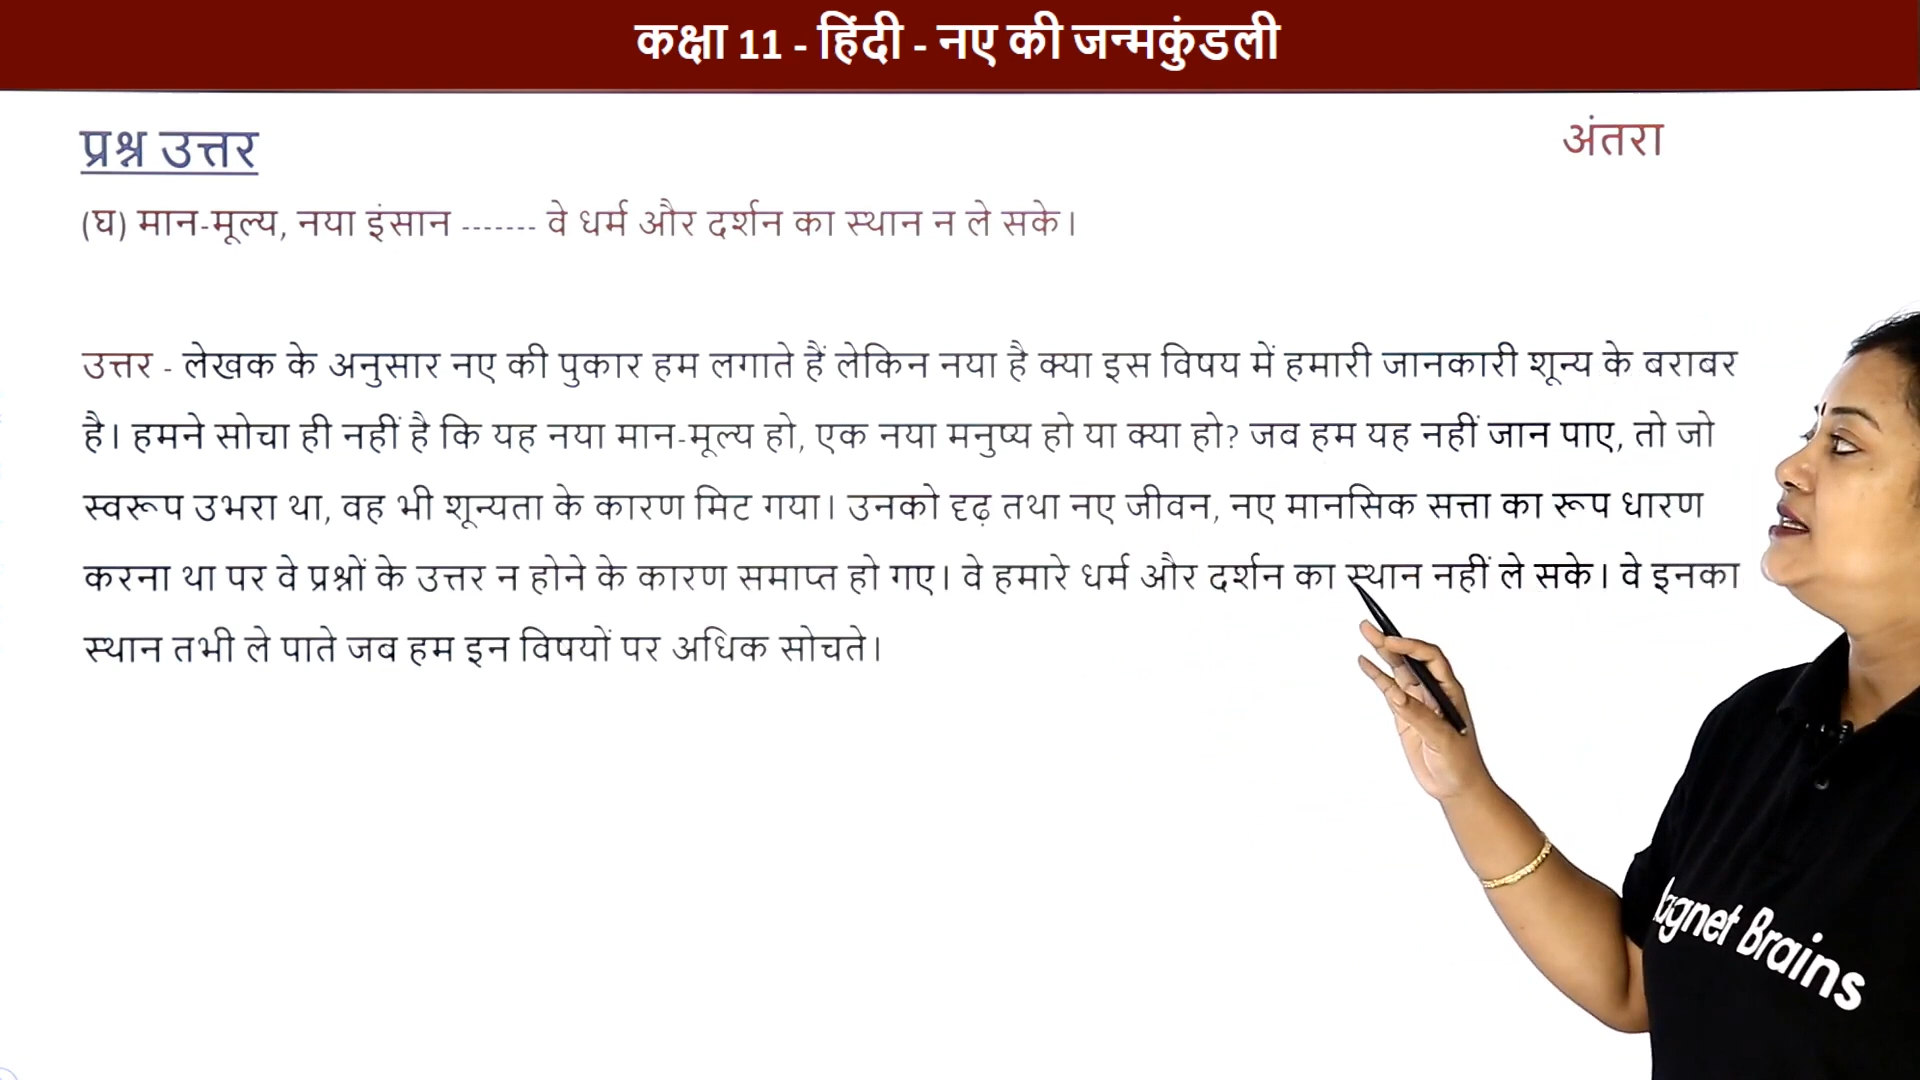 कक्षा 11 - हिंदी - नए की जन्मकुंडली
प्रश्न उत्तर
अंतरा
(घ) मान-मूल्य, नया इंसान ------- वे धर्म और दर्शन का स्थान न ले सके।
उत्तर - लेखक के अनुसार नए की पुकार हम लगाते हैं लेकिन नया है क्या इस विषय में हमारी जानकारी शून्य के बराबर
है। हमने सोचा ही नहीं है कि यह नया मान-मूल्य हो, एक नया मनुष्य हो या क्या हो? जब हम यह नहीं जान पाए, तो जो
स्वरूप उभरा था, वह भी शून्यता के कारण मिट गया। उनको दृढ़ तथा नए जीवन, नए मानसिक सत्ता का रूप धारण
करना था पर वे प्रश्नों के उत्तर न होने के कारण समाप्त हो गए। वे हमारे धर्म और दर्शन का स्थान नहीं ले सके। वे इनका
स्थान तभी ले पाते जब हम इन विषयों पर अधिक सोचते।
agnet Brains